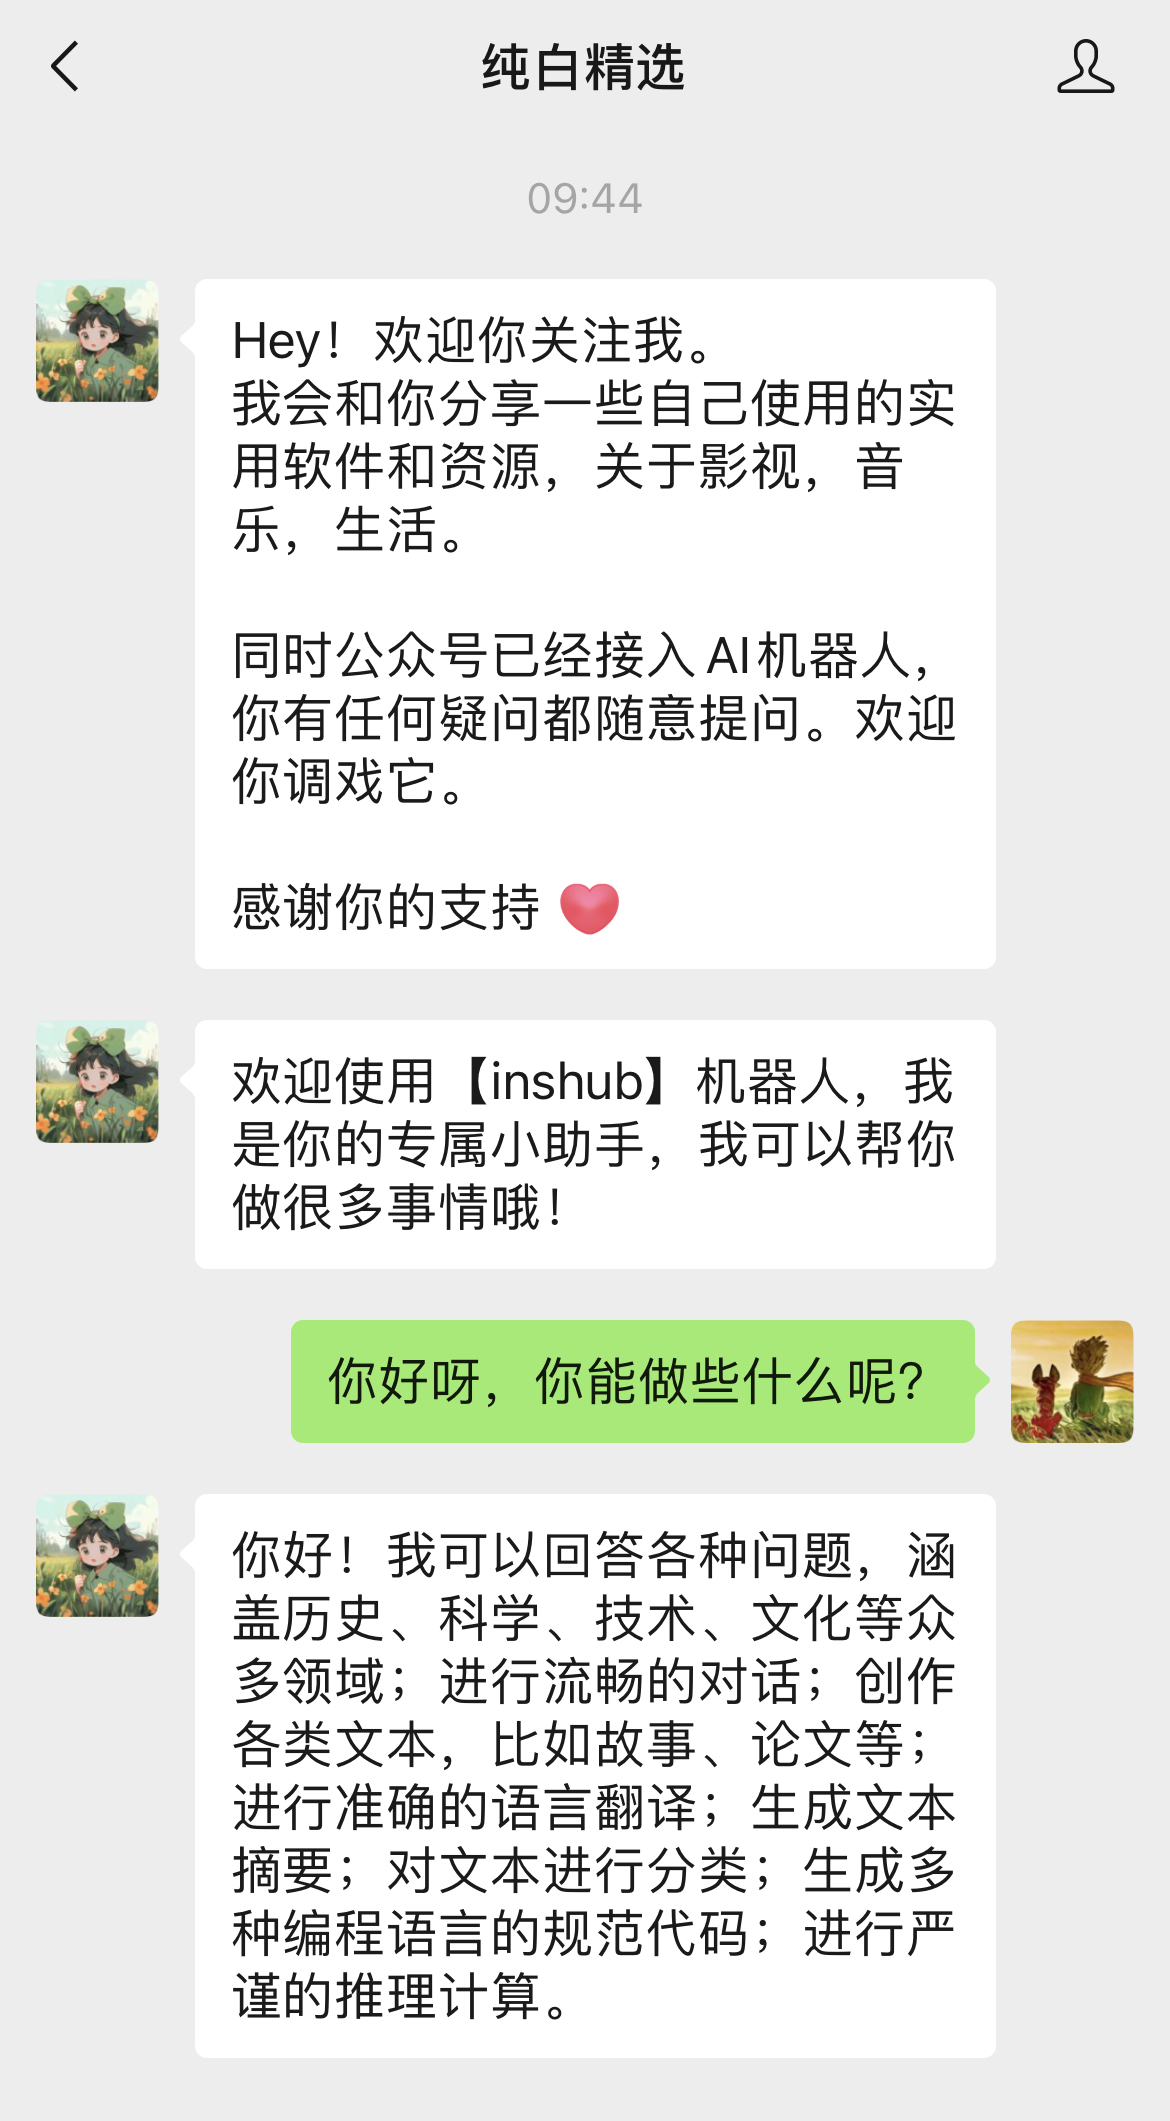 纯白精选
09:44
Hey！欢迎你关注我。
我会和你分享一些自己使用的实
用软件和资源，关于影视，音
乐，生活。
同时公众号已经接入AI机器人，
你有任何疑问都随意提问。欢迎
你调戏它。
感谢你的支持
欢迎使用【inshub】机器人，我
是你的专属小助手，我可以帮你
做很多事情哦！
你好呀，你能做些什么呢?
你好！我可以回答各种问题，涵
盖历史、科学、技术、文化等众
多领域；进行流畅的对话；创作
各类文本，比如故事、论文等；
进行准确的语言翻译；生成文本
摘要；对文本进行分类；生成多
种编程语言的规范代码；进行严
谨的推理计算。